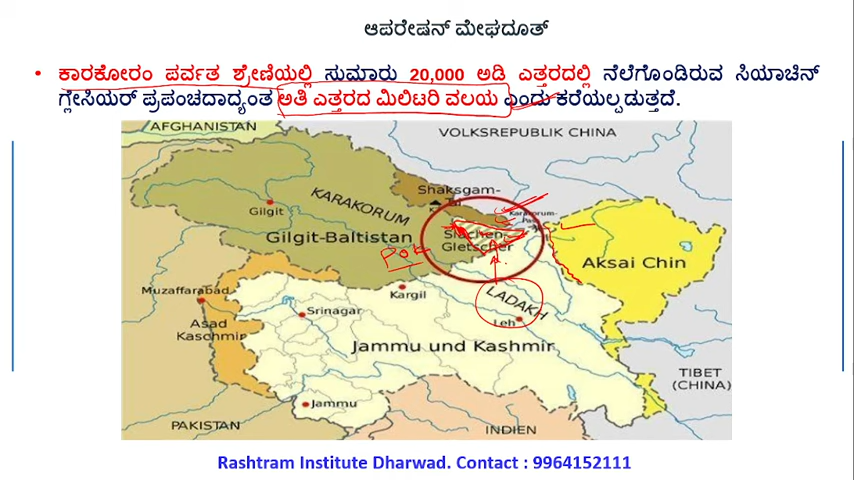 ಆಪರೇಷನ್ ಮೇಘದೂತ್
• ಕಾರಕೋರಂ ಪರ್ವತ ಶ್ರೇಣಿಯಲ್ಲಿ ಸುಮಾರು 20,000 ಅಡಿ ಎತ್ತರದಲ್ಲಿ ನೆಲೆಗೊಂಡಿರುವ ಸಿಯಾಚಿನ್
ಗ್ಲೇಸಿಯರ್ ಪ್ರಪಂಚದಾದ್ಯಂತ ಅತಿ ಎತ್ತರದ ಮಿಲಿಟರಿ ವಲಯ ಎಂದು ಕರೆಯಲ್ಪಡುತ್ತದೆ.
AFGHANISTAN
VOLKSREPUBLIK CHINA
Shaksgam-
KARAKORUM
Gilgit
Karakorum-
Siachen
Gletscher
Gilgit-Baltistan
POK
Aksai Chin
Muzaffarabad
Kargil
LADAKH
Srinagar
Leh
Asad
Kaschmir
Jammu und Kashmir
TIBET
(CHINA)
Jammu
PAKISTAN
INDIEN
Rashtram Institute Dharwad. Contact : 9964152111